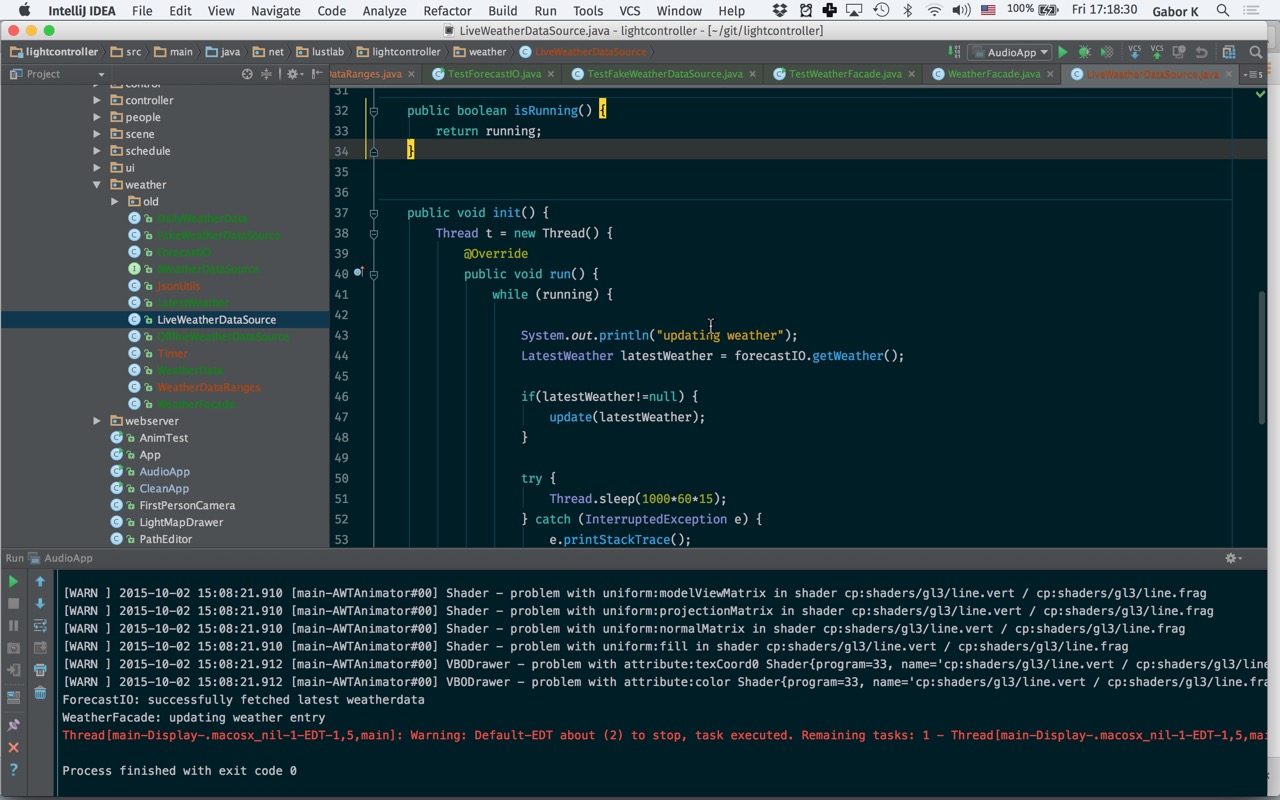 IntelliJ IDEA File Edit View Navigate Code Analyze Refactor Build Run Tools VCS Window Help 100% Fri 17:18:30 Gabor K
LiveWeatherDataSource.java - lightcontroller - [~/git/lightcontroller]
lightcontroller src main java net lustlab lightcontroller weather LiveWeatherDataSource AudioApp VCS VCS
Project
DataRanges.java TestForecastIO.java TestFakeWeatherDataSource.java TestWeatherFacade.java WeatherFacade.java LiveWeatherDataSource.java 5
control
controller
people
scene
schedule
ui
weather
old
DailyWeatherData
FakeWeatherDataSource
ForecastIO
WeatherDataSource
JsonUtils
LatestWeather
LiveWeatherDataSource
OfflineWeatherDataSource
Timer
WeatherData
WeatherDataRanges
WeatherFacade
webserver
AnimTest
App
AudioApp
CleanApp
FirstPersonCamera
LightMapDrawer
PathEditor
31
32 public boolean isRunning() {
33 return running;
34 }
35
36
37 public void init() {
38 Thread t = new Thread() {
39 @Override
40 public void run() {
41 while (running) {
42
43 System.out.println("updating weather");
44 LatestWeather latestWeather = forecastIO.getWeather();
45
46 if(latestWeather!=null) {
47 update(latestWeather);
48 }
49
50 try {
51 Thread.sleep(1000*60*15);
52 } catch (InterruptedException e) {
53 e.printStackTrace();
Run AudioApp
[WARN ] 2015-10-02 15:08:21.910 [main-AWTAnimator#00] Shader - problem with uniform:modelViewMatrix in shader cp:shaders/gl3/line.vert / cp:shaders/gl3/line.frag
[WARN ] 2015-10-02 15:08:21.910 [main-AWTAnimator#00] Shader - problem with uniform:projectionMatrix in shader cp:shaders/gl3/line.vert / cp:shaders/gl3/line.frag
[WARN ] 2015-10-02 15:08:21.910 [main-AWTAnimator#00] Shader - problem with uniform:normalMatrix in shader cp:shaders/gl3/line.vert / cp:shaders/gl3/line.frag
[WARN ] 2015-10-02 15:08:21.910 [main-AWTAnimator#00] Shader - problem with uniform:fill in shader cp:shaders/gl3/line.vert / cp:shaders/gl3/line.frag
[WARN ] 2015-10-02 15:08:21.912 [main-AWTAnimator#00] VBODrawer - problem with attribute:texCoord0 Shader{program=33, name='cp:shaders/gl3/line.vert / cp:shaders/gl3/line
[WARN ] 2015-10-02 15:08:21.912 [main-AWTAnimator#00] VBODrawer - problem with attribute:color Shader{program=33, name='cp:shaders/gl3/line.vert / cp:shaders/gl3/line.fra
ForecastIO: successfully fetched latest weatherdata
WeatherFacade: updating weather entry
Thread[main-Display-.macosx_nil-1-EDT-1,5,main]: Warning: Default-EDT about (2) to stop, task executed. Remaining tasks: 1 - Thread[main-Display-.macosx_nil-1-EDT-1,5,mai
Process finished with exit code 0